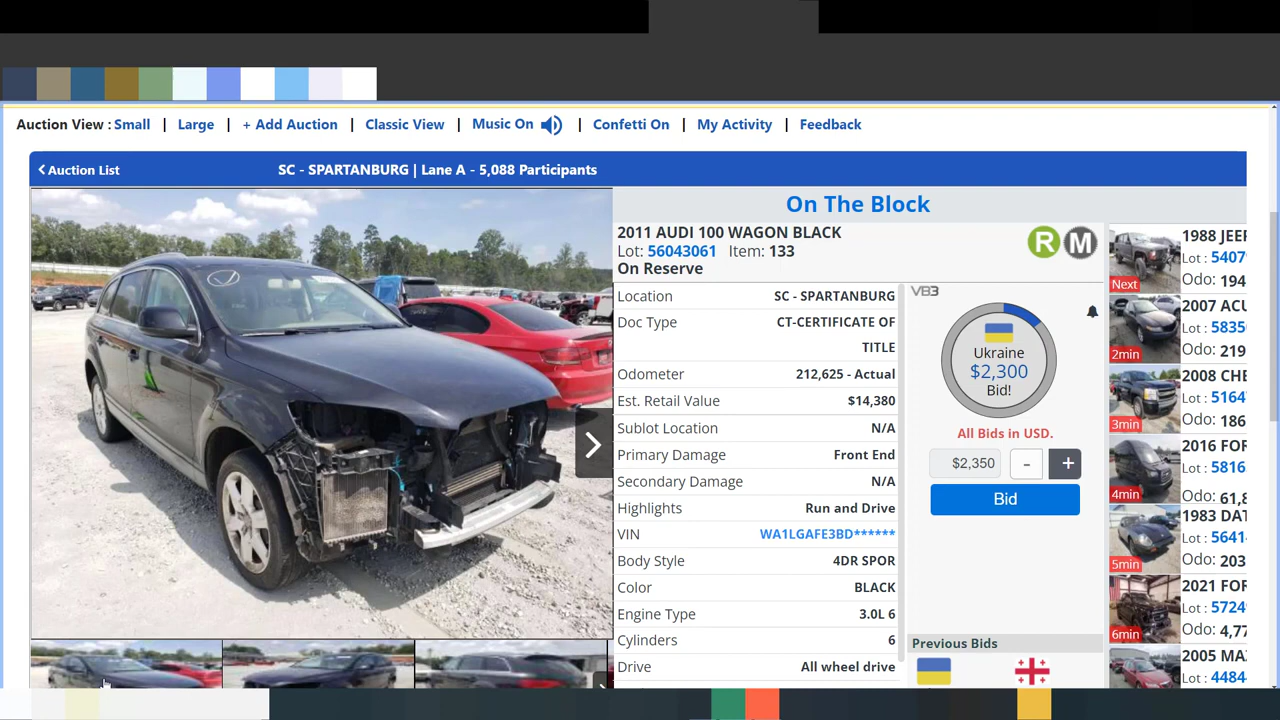 Auction View : Small | Large | + Add Auction | Classic View | Music On | Confetti On | My Activity | Feedback
Auction List
SC - SPARTANBURG | Lane A - 5,088 Participants
On The Block
2011 AUDI 100 WAGON BLACK
Lot: 56043061 Item: 133
On Reserve
R M
Location SC - SPARTANBURG
Doc Type CT-CERTIFICATE OF
TITLE
Odometer 212,625 - Actual
Est. Retail Value $14,380
Sublot Location N/A
Primary Damage Front End
Secondary Damage N/A
Highlights Run and Drive
VIN WA1LGAFE3BD******
Body Style 4DR SPOR
Color BLACK
Engine Type 3.0L 6
Cylinders 6
Drive All wheel drive
VB3
Ukraine
$2,300
Bid!
All Bids in USD.
$2,350 - +
Bid
Previous Bids
1988 JEEP
Lot : 5407
Odo: 194
Next
2007 ACU
Lot : 5835
Odo: 219
2min
2008 CHE
Lot : 5164
Odo: 186
3min
2016 FOR
Lot : 5816
Odo: 61,8
4min
1983 DAT
Lot : 5641
Odo: 203
5min
2021 FOR
Lot : 5724
Odo: 4,77
6min
2005 MAZ
Lot : 4484